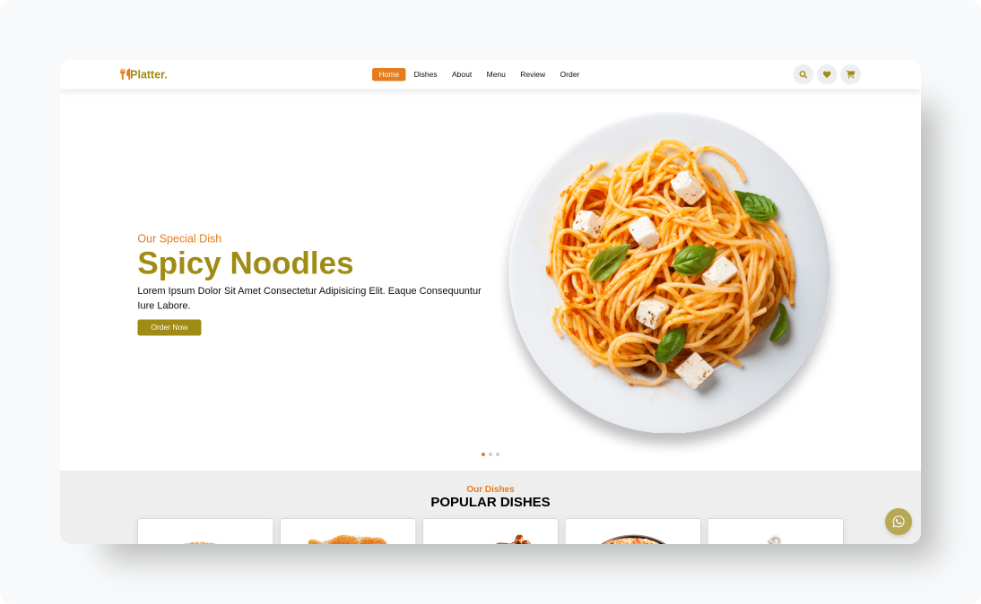 Platter.
Home Dishes About Menu Review Order
Our Special Dish
Spicy Noodles
Lorem Ipsum Dolor Sit Amet Consectetur Adipisicing Elit. Eaque Consequuntur
Iure Labore.
Order Now
Our Dishes
POPULAR DISHES